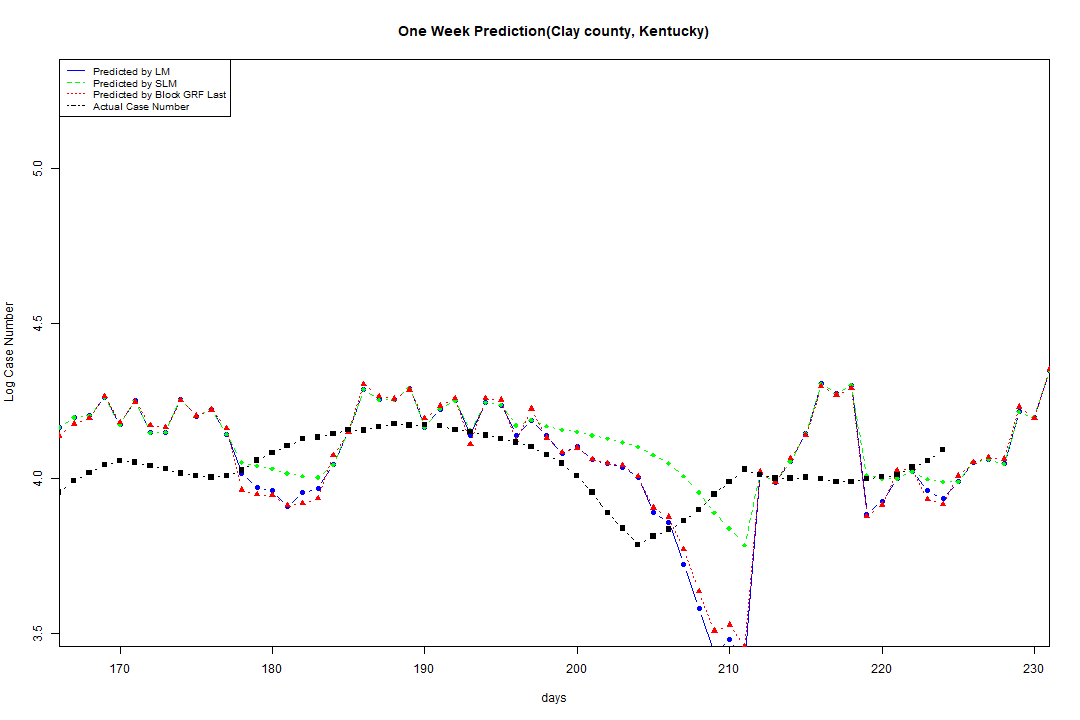 One Week Prediction(Clay county, Kentucky)
Predicted by LM
Predicted by SLM
Predicted by Block GRF Last
Actual Case Number
5.0
4.5
4.0
3.5
Log Case Number
170 180 190 200 210 220 230
days